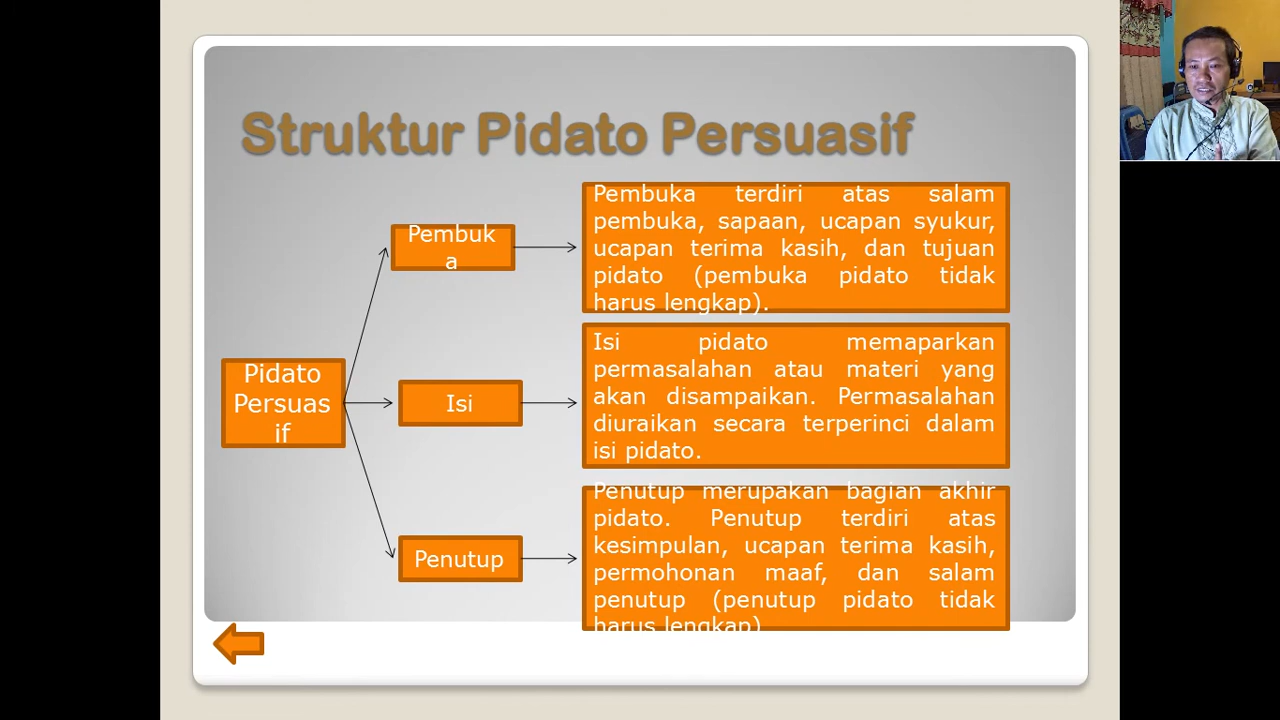 Struktur Pidato Persuasif
Pidato
Persuas
if
Pembuk
a
Pembuka terdiri atas salam
pembuka, sapaan, ucapan syukur,
ucapan terima kasih, dan tujuan
pidato (pembuka pidato tidak
harus lengkap).
Isi
Isi pidato memaparkan
permasalahan atau materi yang
akan disampaikan. Permasalahan
diuraikan secara terperinci dalam
isi pidato.
Penutup
Penutup merupakan bagian akhir
pidato. Penutup terdiri atas
kesimpulan, ucapan terima kasih,
permohonan maaf, dan salam
penutup (penutup pidato tidak
harus lengkap)